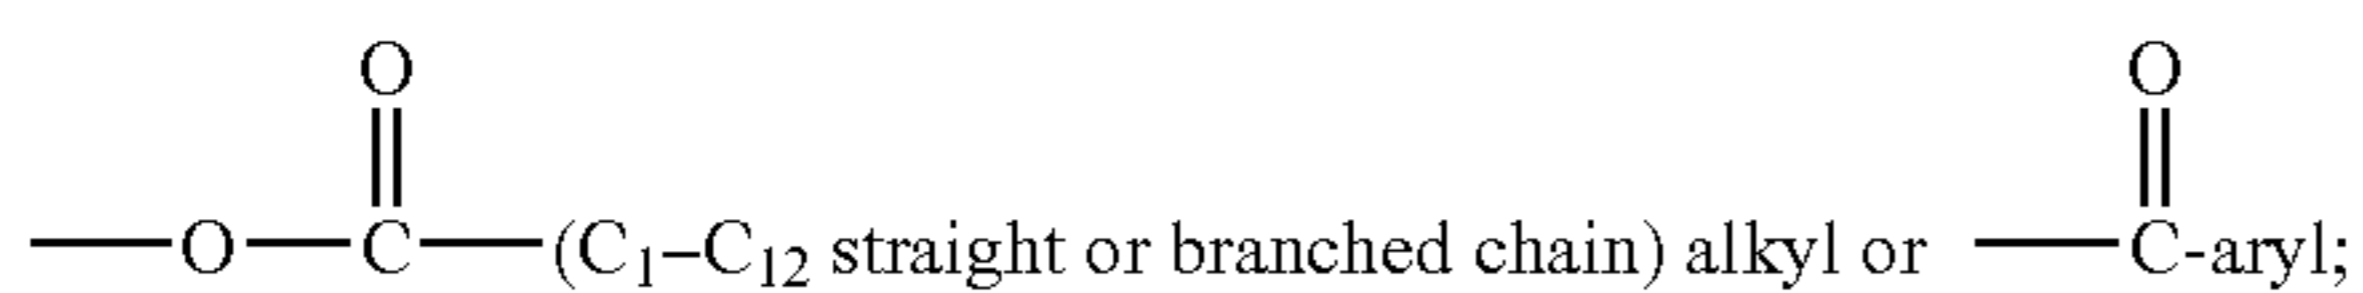 O O
—O—C—(C1–C12 straight or branched chain) alkyl or —C-aryl;